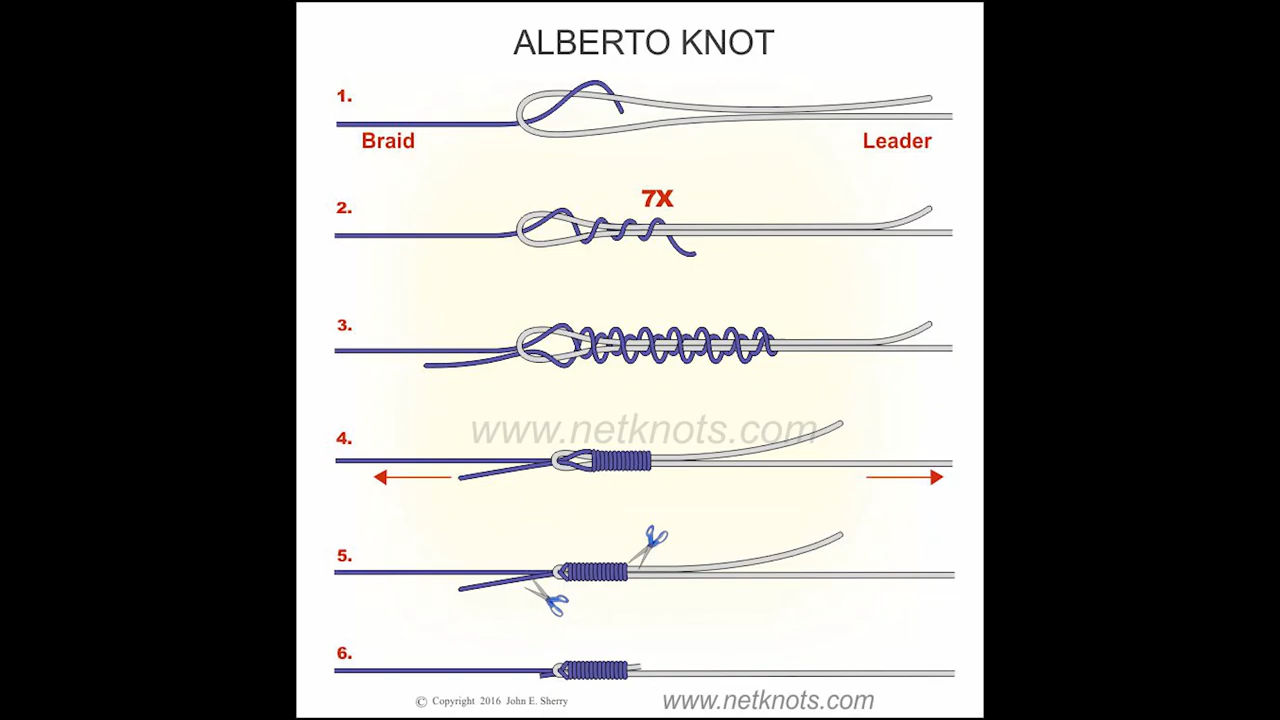 ALBERTO KNOT
1.
Braid
Leader
2.
7X
3.
www.netknots.com
4.
5.
6.
© Copyright 2016 John E. Sherry
www.netknots.com